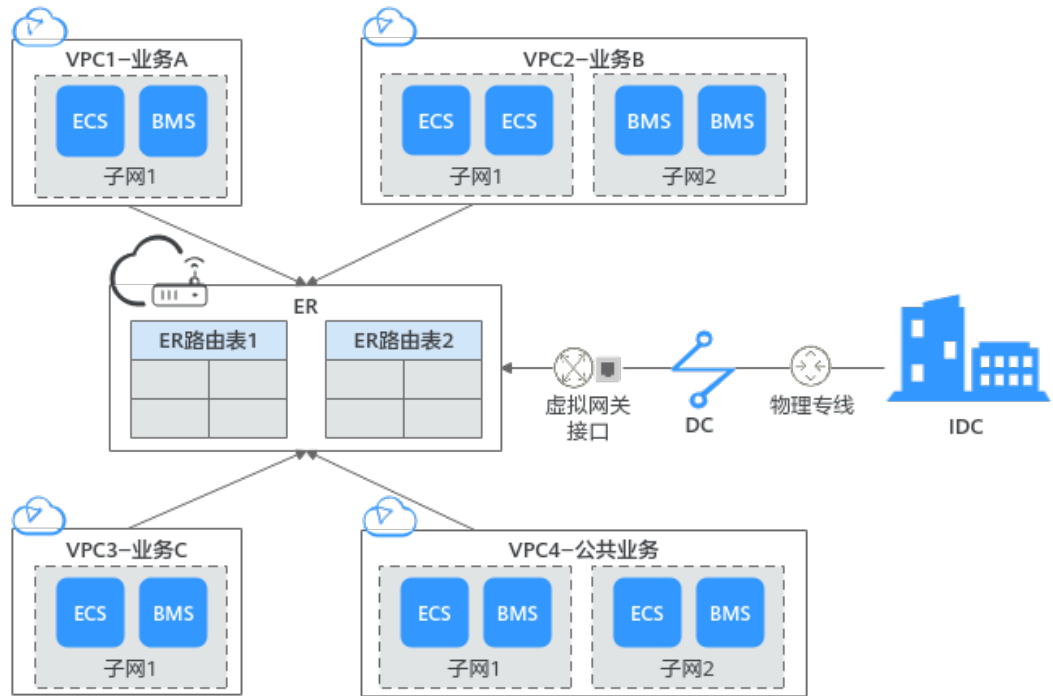 VPC1-业务A
ECS
BMS
子网1
VPC2-业务B
ECS
ECS
子网1
BMS
BMS
子网2
ER
ER路由表1
ER路由表2
虚拟网关
接口
DC
物理专线
IDC
VPC3-业务C
ECS
BMS
子网1
VPC4-公共业务
ECS
BMS
子网1
ECS
BMS
子网2